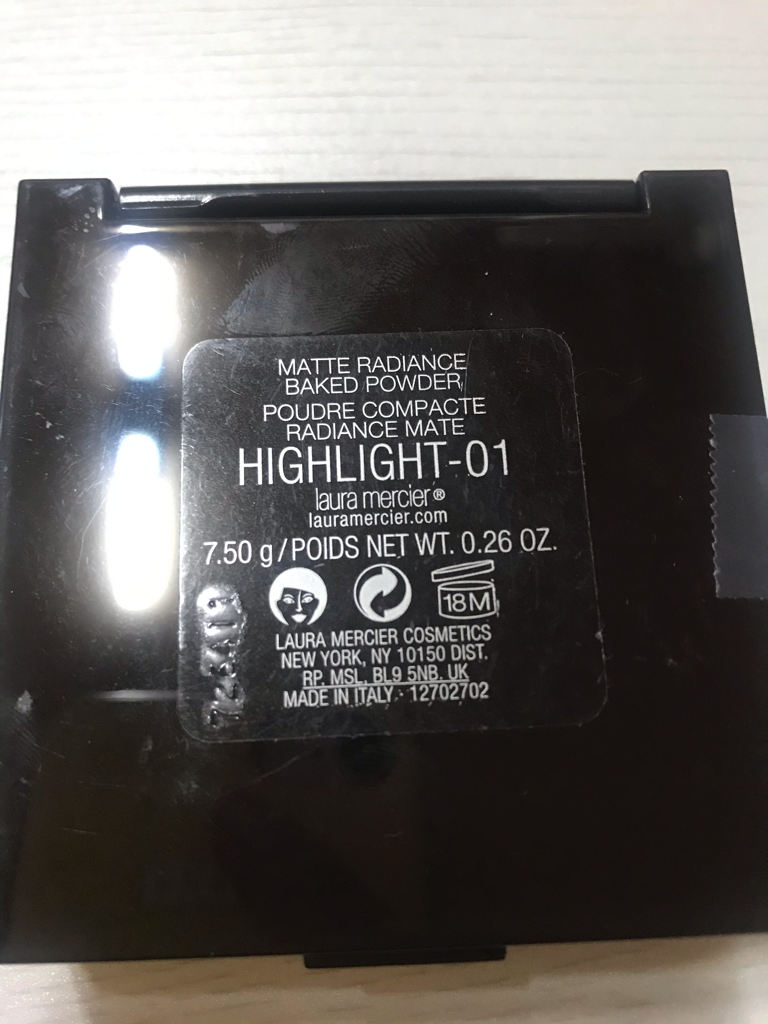 MATTE RADIANCE
BAKED POWDER
POUDRE COMPACTE
RADIANCE MATE
HIGHLIGHT-01
laura mercier®
lauramercier.com
7.50 g/POIDS NET WT. 0.26 OZ.
18M
LAURA MERCIER COSMETICS
NEW YORK, NY 10150 DIST.
RP. MSL, BL9 5NB. UK
MADE IN ITALY · 12702702